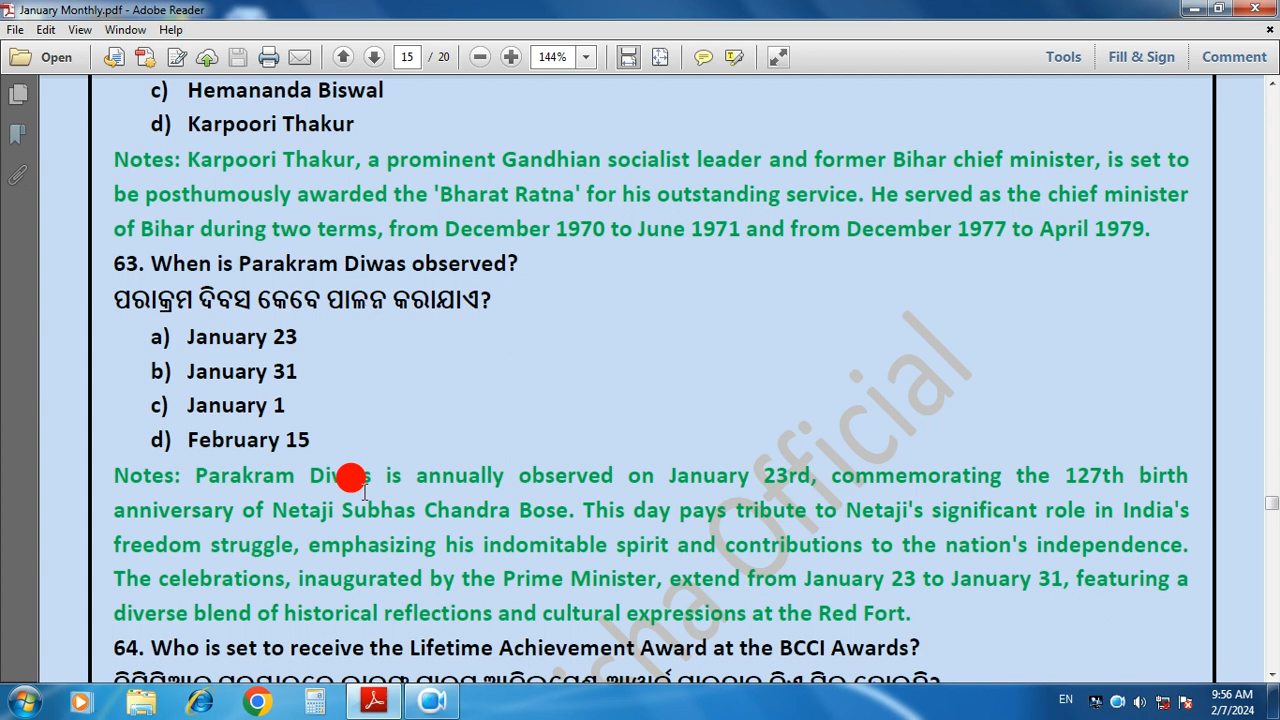 January Monthly.pdf - Adobe Reader
File Edit View Window Help
Open 15 / 20 144% Tools Fill & Sign Comment
c) Hemananda Biswal
d) Karpoori Thakur
Notes: Karpoori Thakur, a prominent Gandhian socialist leader and former Bihar chief minister, is set to
be posthumously awarded the 'Bharat Ratna' for his outstanding service. He served as the chief minister
of Bihar during two terms, from December 1970 to June 1971 and from December 1977 to April 1979.
63. When is Parakram Diwas observed?
ପରାକ୍ରମ ଦିବସ କେବେ ପାଳନ କରାଯାଏ?
a) January 23
b) January 31
c) January 1
d) February 15
Notes: Parakram Diwas is annually observed on January 23rd, commemorating the 127th birth
anniversary of Netaji Subhas Chandra Bose. This day pays tribute to Netaji's significant role in India's
freedom struggle, emphasizing his indomitable spirit and contributions to the nation's independence.
The celebrations, inaugurated by the Prime Minister, extend from January 23 to January 31, featuring a
diverse blend of historical reflections and cultural expressions at the Red Fort.
64. Who is set to receive the Lifetime Achievement Award at the BCCI Awards?
Official
EN 9:56 AM
2/7/2024